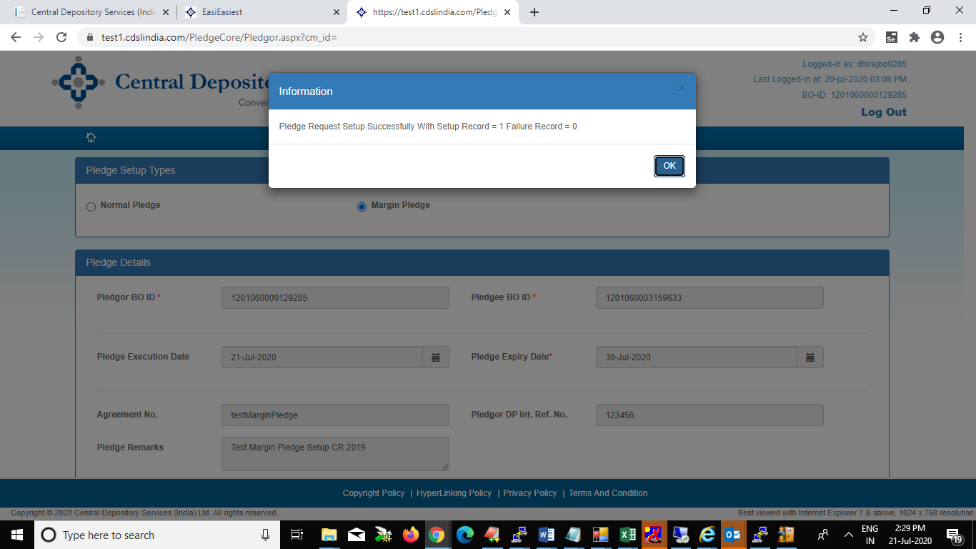 Central Depository Services (Indi
EasiEasiest
https://test1.cdslindia.com/Pledg
test1.cdslindia.com/PledgeCore/Pledgor.aspx?cm_id=
Central Deposito
Conver
Logged-in as: dhirajbo9285
Last Logged-in at: 20-jul-2020 03:08 PM
BO-ID: 1201060000129285
Log Out
Information
×
Pledge Request Setup Successfully With Setup Record = 1 Failure Record = 0
OK
Pledge Setup Types
Normal Pledge
Margin Pledge
Pledge Details
Pledgor BO ID *
1201060000129285
Pledgee BO ID *
1201060003159633
Pledge Execution Date
21-Jul-2020
Pledge Expiry Date*
30-Jul-2020
Agreement No.
testMarginPledge
Pledgor DP Int. Ref. No.
123456
Pledge Remarks
Test Margin Pledge Setup CR 2019
Copyright Policy | HyperLinking Policy | Privacy Policy | Terms And Condition
Copyright © 2020 Central Depository Services (India) Ltd. All rights reserved.
Best viewed with Internet Explorer 7 & above, 1024 x 768 resolution
Type here to search
ENG
IN
2:29 PM
21-Jul-2020
19